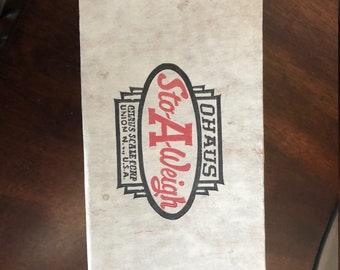 OHAUS
Sto-A-Weigh
OHAUS SCALE CORP
UNION N.J. U.S.A.